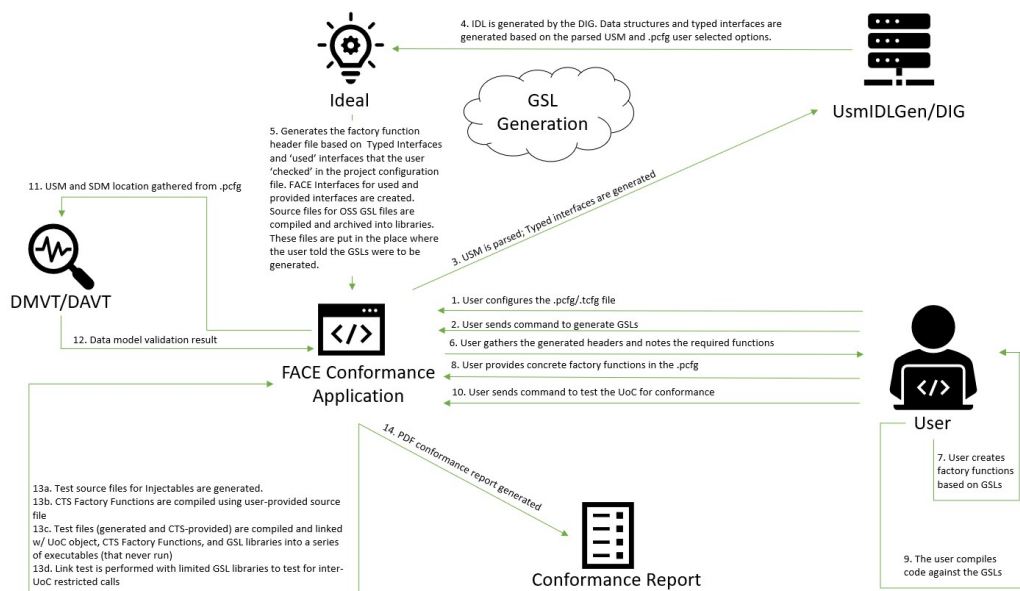 4. IDL is generated by the DIG. Data structures and typed interfaces are
generated based on the parsed USM and .pcfg user selected options.
Ideal
GSL
Generation
UsmIDLGen/DIG
5. Generates the factory function
header file based on Typed Interfaces
and ‘used’ interfaces that the user
‘checked’ in the project configuration
file. FACE Interfaces for used and
provided interfaces are created.
Source files for OSS GSL files are
compiled and archived into libraries.
These files are put in the place where
the user told the GSLs were to be
generated.
11. USM and SDM location gathered from .pcfg
3. USM is parsed; Typed interfaces are generated
DMVT/DAVT
12. Data model validation result
FACE Conformance
Application
1. User configures the .pcfg/.tcfg file
2. User sends command to generate GSLs
6. User gathers the generated headers and notes the required functions
8. User provides concrete factory functions in the .pcfg
10. User sends command to test the UoC for conformance
User
7. User creates
factory functions
based on GSLs
14. PDF conformance report generated
13a. Test source files for Injectables are generated.
13b. CTS Factory Functions are compiled using user-provided source
file
13c. Test files (generated and CTS-provided) are compiled and linked
w/ UoC object, CTS Factory Functions, and GSL libraries into a series
of executables (that never run)
13d. Link test is performed with limited GSL libraries to test for inter-
UoC restricted calls
Conformance Report
9. The user compiles
code against the GSLs